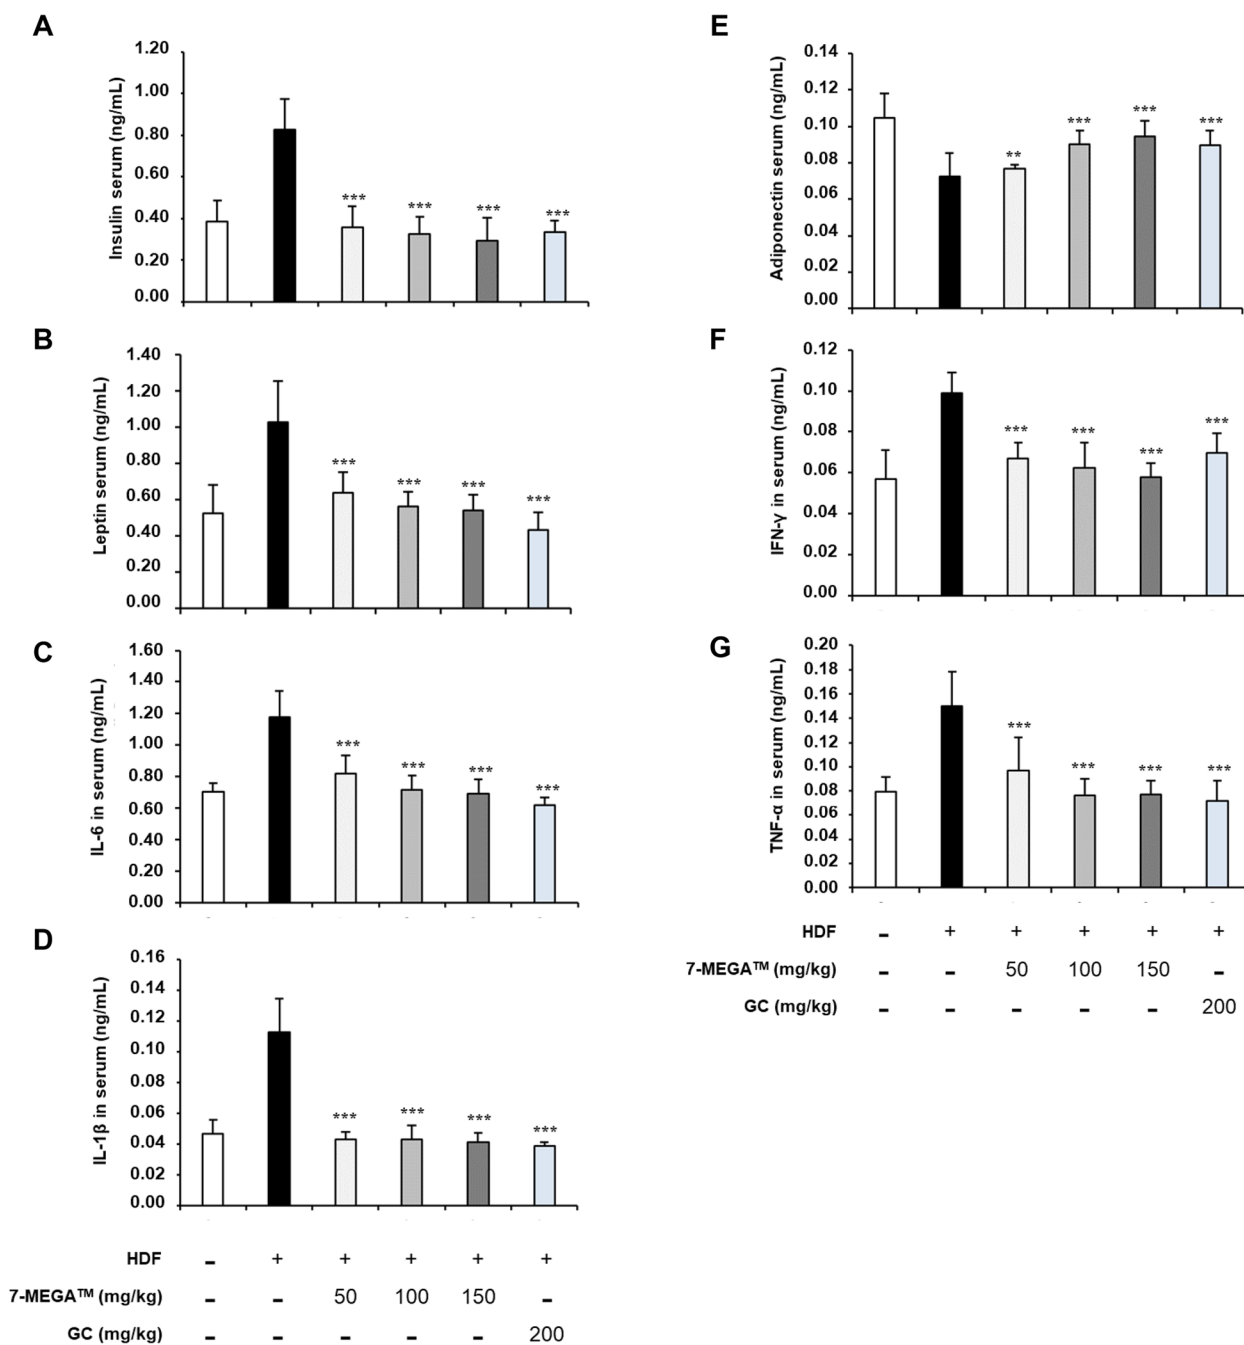 A
Insulin serum (ng/mL)
1.20
1.00
0.80
0.60
0.40
0.20
0.00
*** *** *** ***
B
Leptin serum (ng/mL)
1.40
1.20
1.00
0.80
0.60
0.40
0.20
0.00
*** *** *** ***
C
IL-6 in serum (ng/mL)
1.60
1.40
1.20
1.00
0.80
0.60
0.40
0.20
0.00
*** *** *** ***
D
IL-1β in serum (ng/mL)
0.16
0.14
0.12
0.10
0.08
0.06
0.04
0.02
0.00
*** *** *** ***
HDF - + + + + +
7-MEGA™ (mg/kg) - - 50 100 150 -
GC (mg/kg) - - - - - 200
E
Adiponectin serum (ng/mL)
0.14
0.12
0.10
0.08
0.06
0.04
0.02
0.00
** *** *** ***
F
IFN-γ in serum (ng/mL)
0.12
0.10
0.08
0.06
0.04
0.02
0.00
*** *** *** ***
G
TNF-α in serum (ng/mL)
0.20
0.18
0.16
0.14
0.12
0.10
0.08
0.06
0.04
0.02
0.00
*** *** *** ***
HDF - + + + + +
7-MEGA™ (mg/kg) - - 50 100 150 -
GC (mg/kg) - - - - - 200